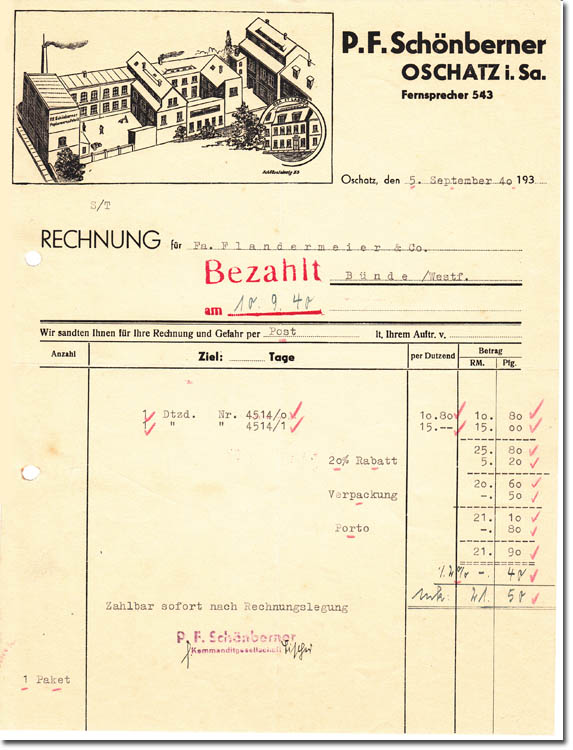 P.F. Schönberner
OSCHATZ i. Sa.
Fernsprecher 543
P.F. Schönberner
Oschatz, den 5. September 40 193
S/T
RECHNUNG für Fa. Flandermeier & Co.
Bezahlt Bünde /Westf.
am 10. 9. 40
Wir sandten Ihnen für Ihre Rechnung und Gefahr per Post lt. Ihrem Auftr. v.
Anzahl Ziel: Tage per Dutzend Betrag
RM. Pfg.
1 Dtzd. Nr. 4514/0 10.80 10. 80
1 " " 4514/1 15.-- 15. 00
25. 80
20% Rabatt 5. 20
20. 60
Verpackung -. 50
21. 10
Porto -. 80
21. 90
2% -. 40
21. 50
Zahlbar sofort nach Rechnungslegung
P. F. Schönberner
Kommanditgesellschaft
1 Paket